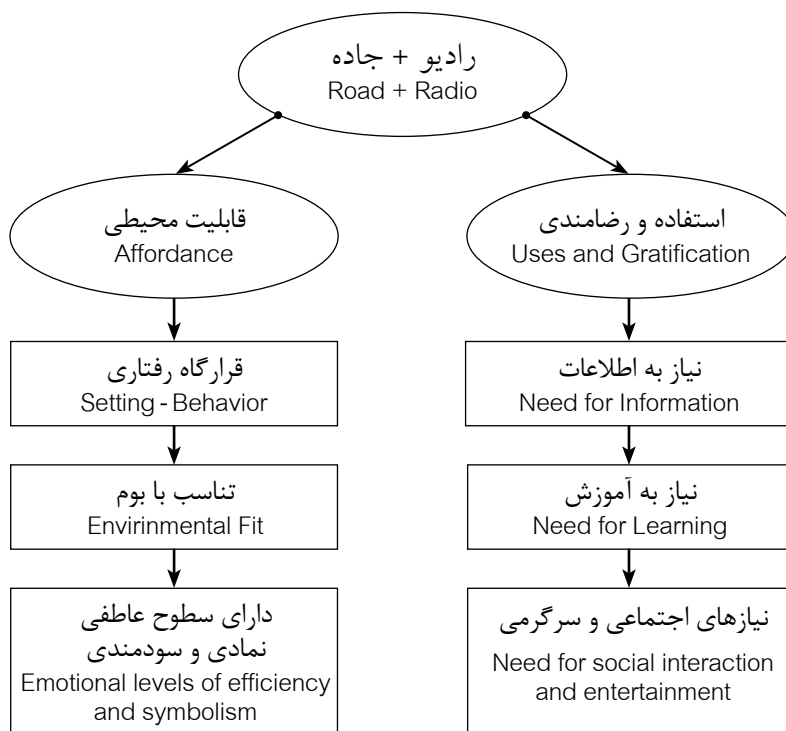 رادیو + جاده
Road + Radio
قابلیت محیطی
Affordance
استفاده و رضامندی
Uses and Gratification
قرارگاه رفتاری
Setting - Behavior
نیاز به اطلاعات
Need for Information
تناسب با بوم
Envirinmental Fit
نیاز به آموزش
Need for Learning
دارای سطوح عاطفی
نمادی و سودمندی
Emotional levels of efficiency
and symbolism
نیازهای اجتماعی و سرگرمی
Need for social interaction
and entertainment